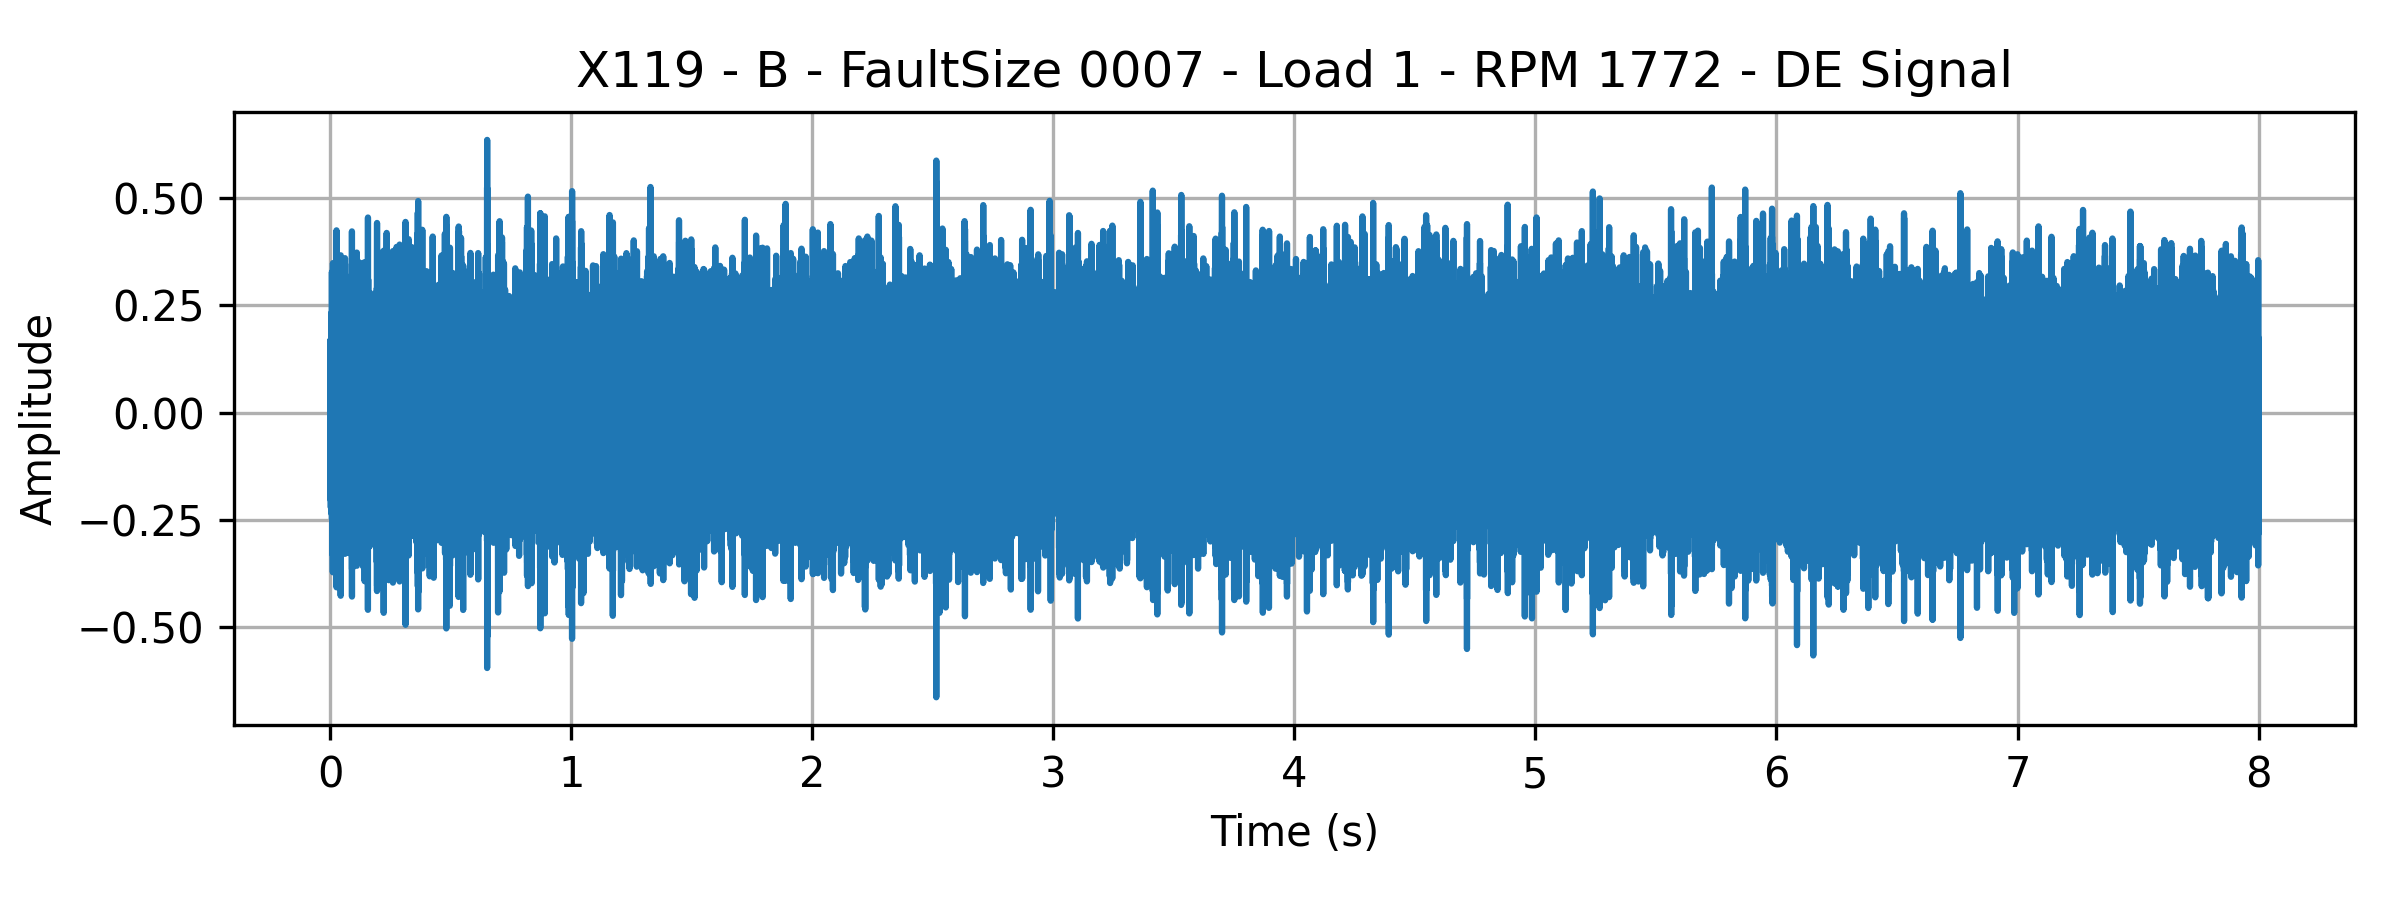 X119 - B - FaultSize 0007 - Load 1 - RPM 1772 - DE Signal
Amplitude
0.50
0.25
0.00
−0.25
−0.50
0 1 2 3 4 5 6 7 8
Time (s)